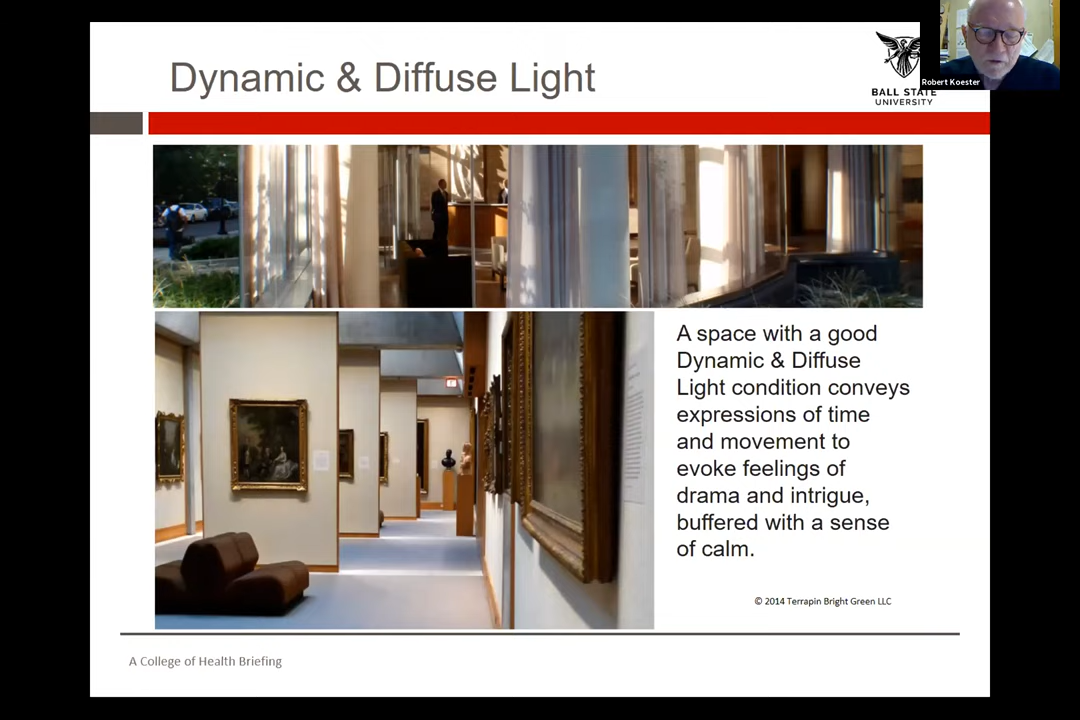 Dynamic & Diffuse Light
BALL STATE
UNIVERSITY
Robert Koester
A space with a good
Dynamic & Diffuse
Light condition conveys
expressions of time
and movement to
evoke feelings of
drama and intrigue,
buffered with a sense
of calm.
© 2014 Terrapin Bright Green LLC
A College of Health Briefing